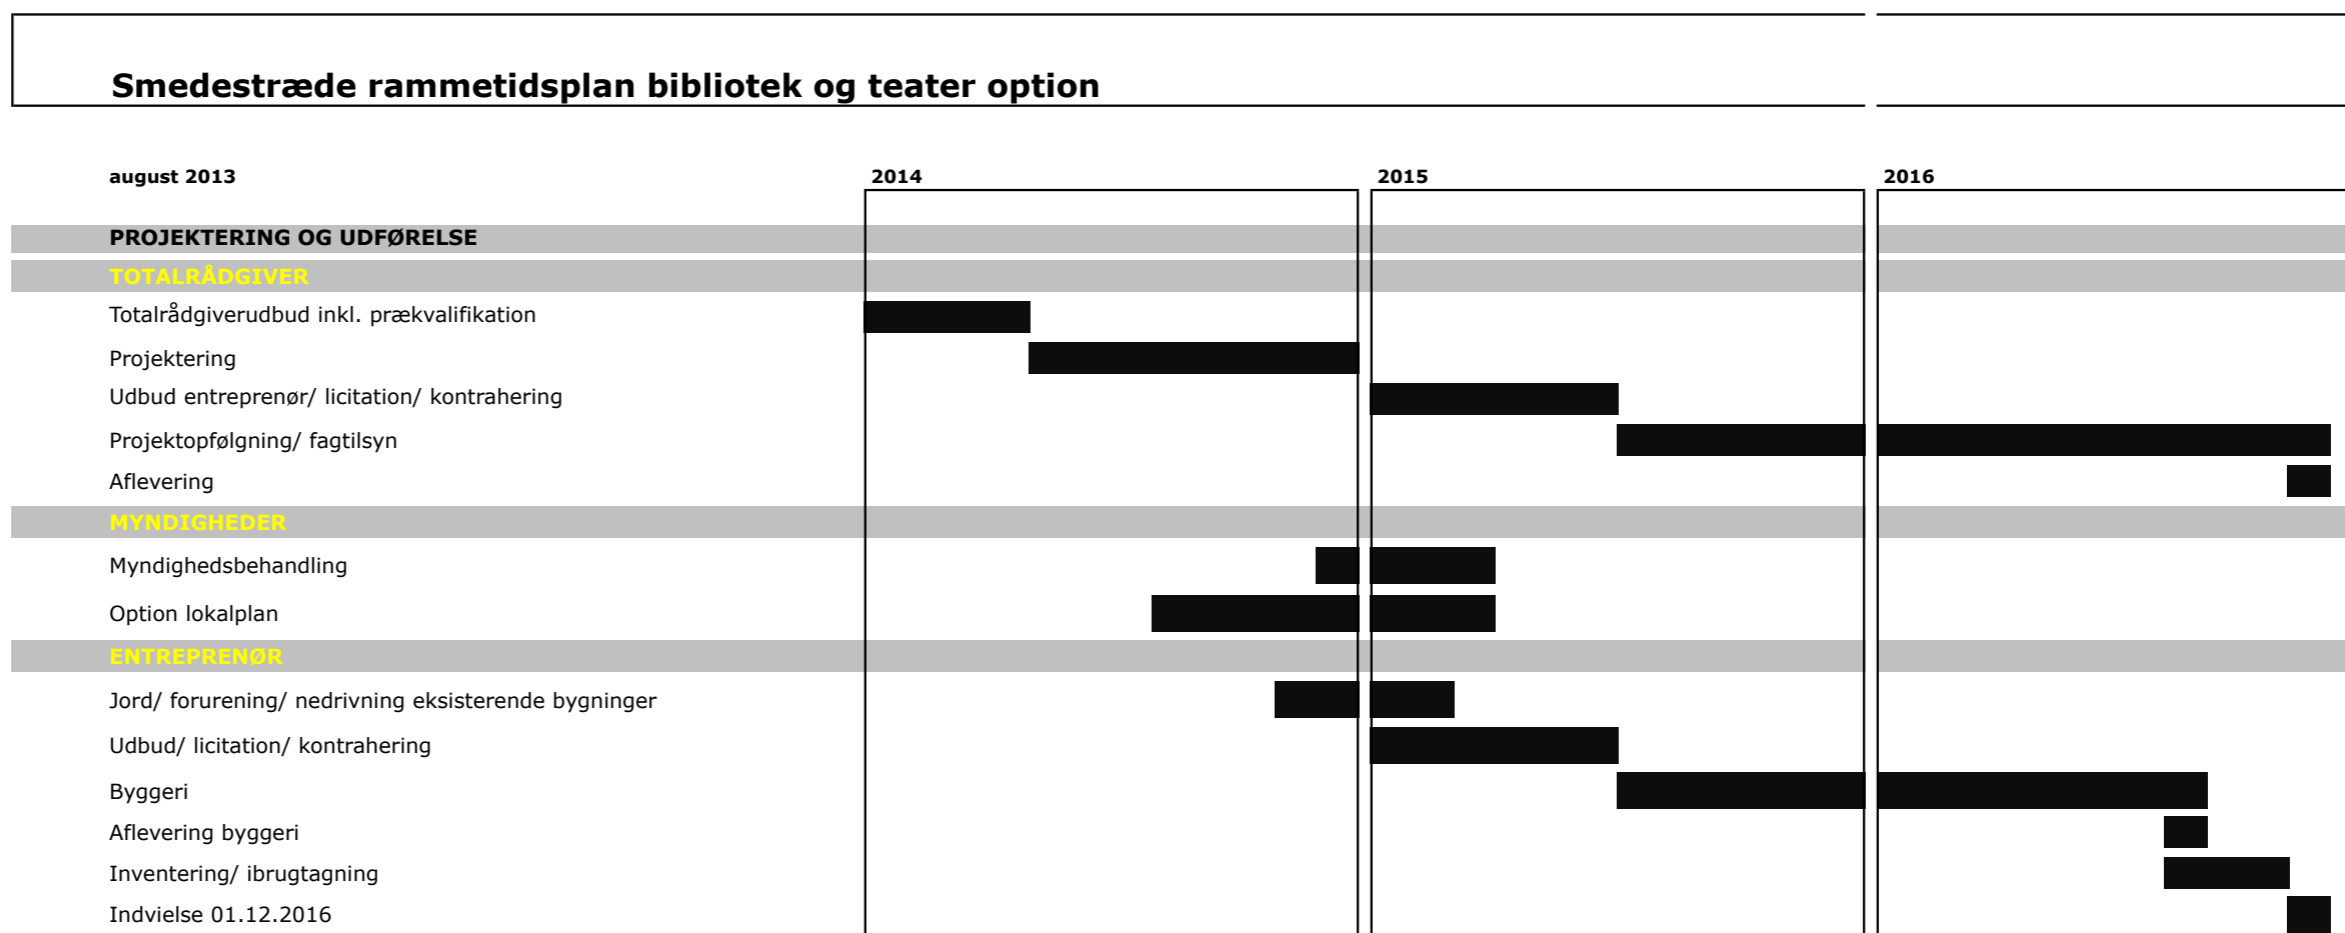 Smedestræde rammetidsplan bibliotek og teater option
august 2013 2014 2015 2016
PROJEKTERING OG UDFØRELSE
TOTALRÅDGIVER
Totalrådgiverudbud inkl. prækvalifikation
Projektering
Udbud entreprenør/ licitation/ kontrahering
Projektopfølgning/ fagtilsyn
Aflevering
MYNDIGHEDER
Myndighedsbehandling
Option lokalplan
ENTREPRENØR
Jord/ forurening/ nedrivning eksisterende bygninger
Udbud/ licitation/ kontrahering
Byggeri
Aflevering byggeri
Inventering/ ibrugtagning
Indvielse 01.12.2016